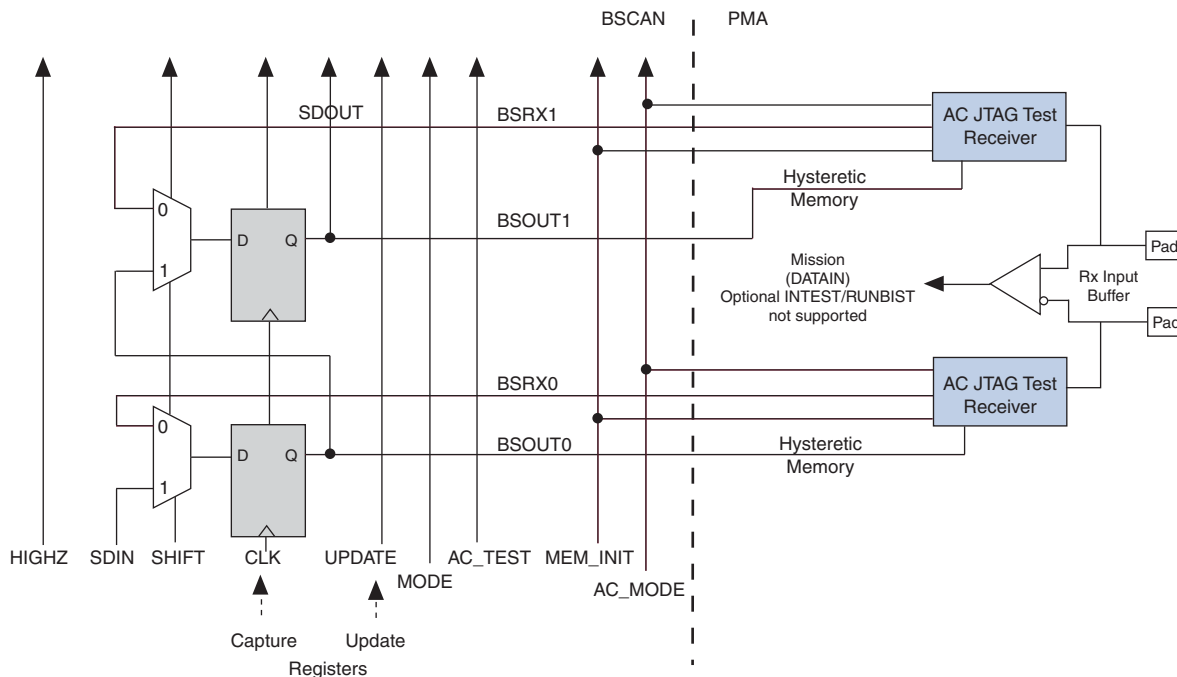 BSCAN
PMA
SDOUT
BSRX1
AC JTAG Test
Receiver
Hysteretic
Memory
0
1
D
Q
BSOUT1
Mission
(DATAIN)
Optional INTEST/RUNBIST
not supported
Rx Input
Buffer
Pad
Pad
BSRX0
AC JTAG Test
Receiver
0
1
D
Q
BSOUT0
Hysteretic
Memory
HIGHZ
SDIN
SHIFT
CLK
UPDATE
MODE
AC_TEST
MEM_INIT
AC_MODE
Capture
Update
Registers